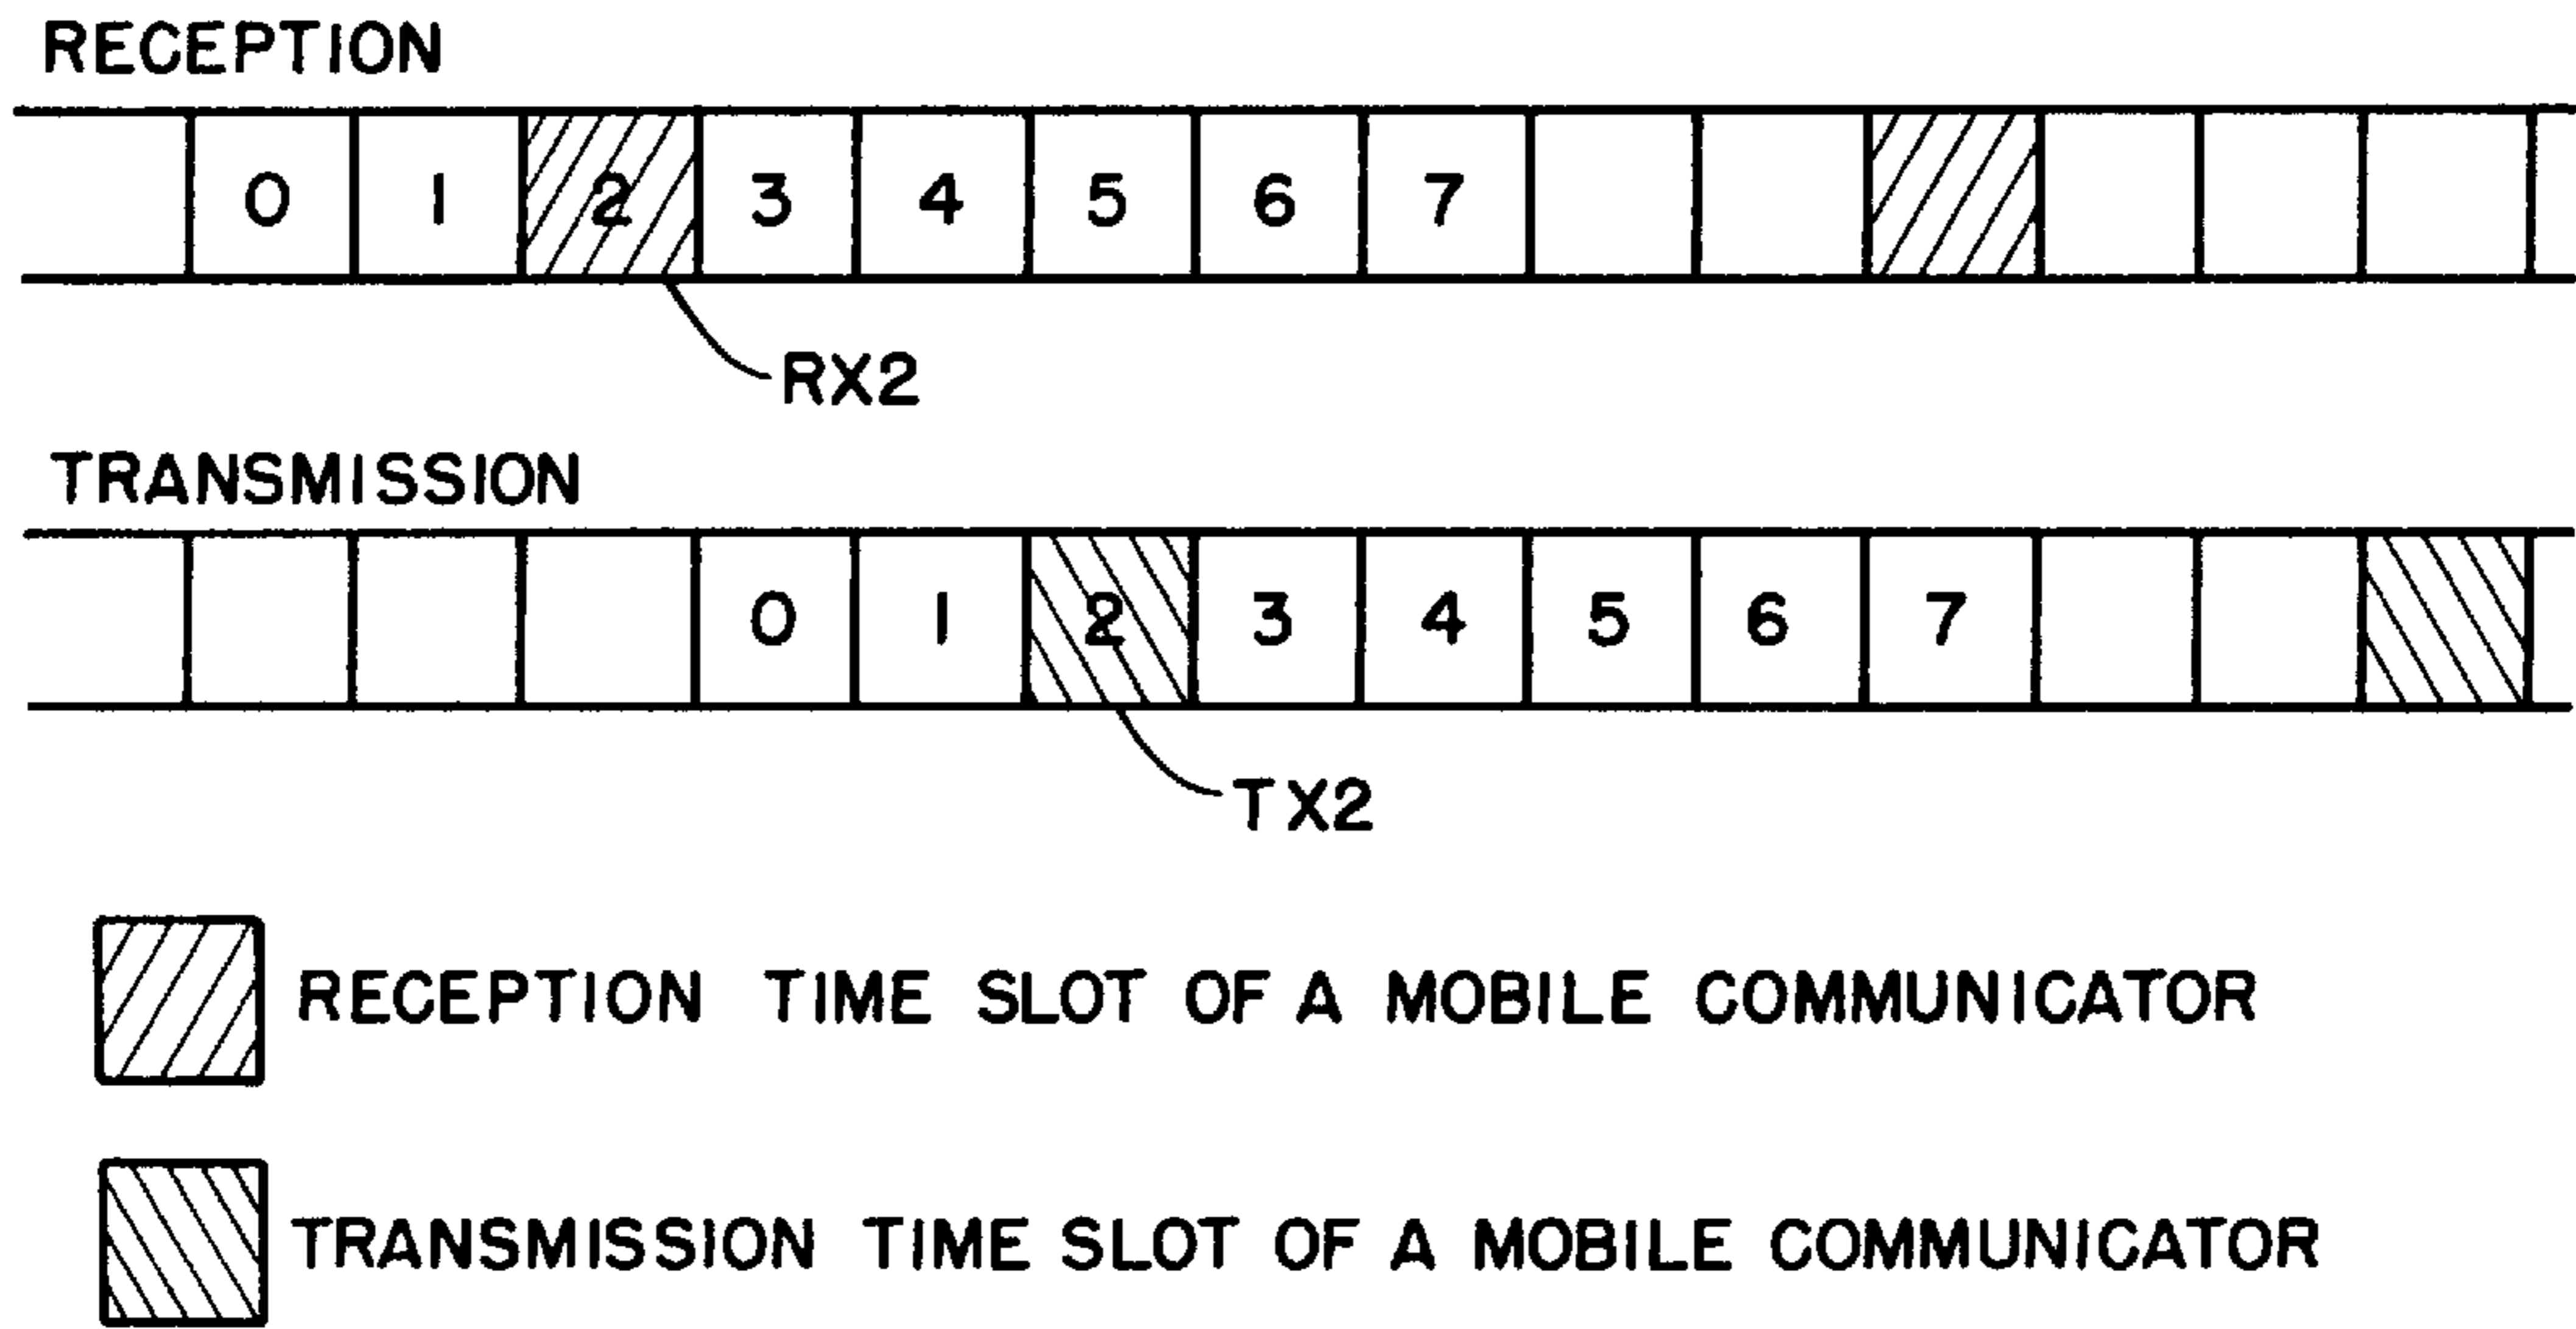 RECEPTION
0 1 2 3 4 5 6 7
RX2
TRANSMISSION
0 1 2 3 4 5 6 7
TX2
RECEPTION TIME SLOT OF A MOBILE COMMUNICATOR
TRANSMISSION TIME SLOT OF A MOBILE COMMUNICATOR